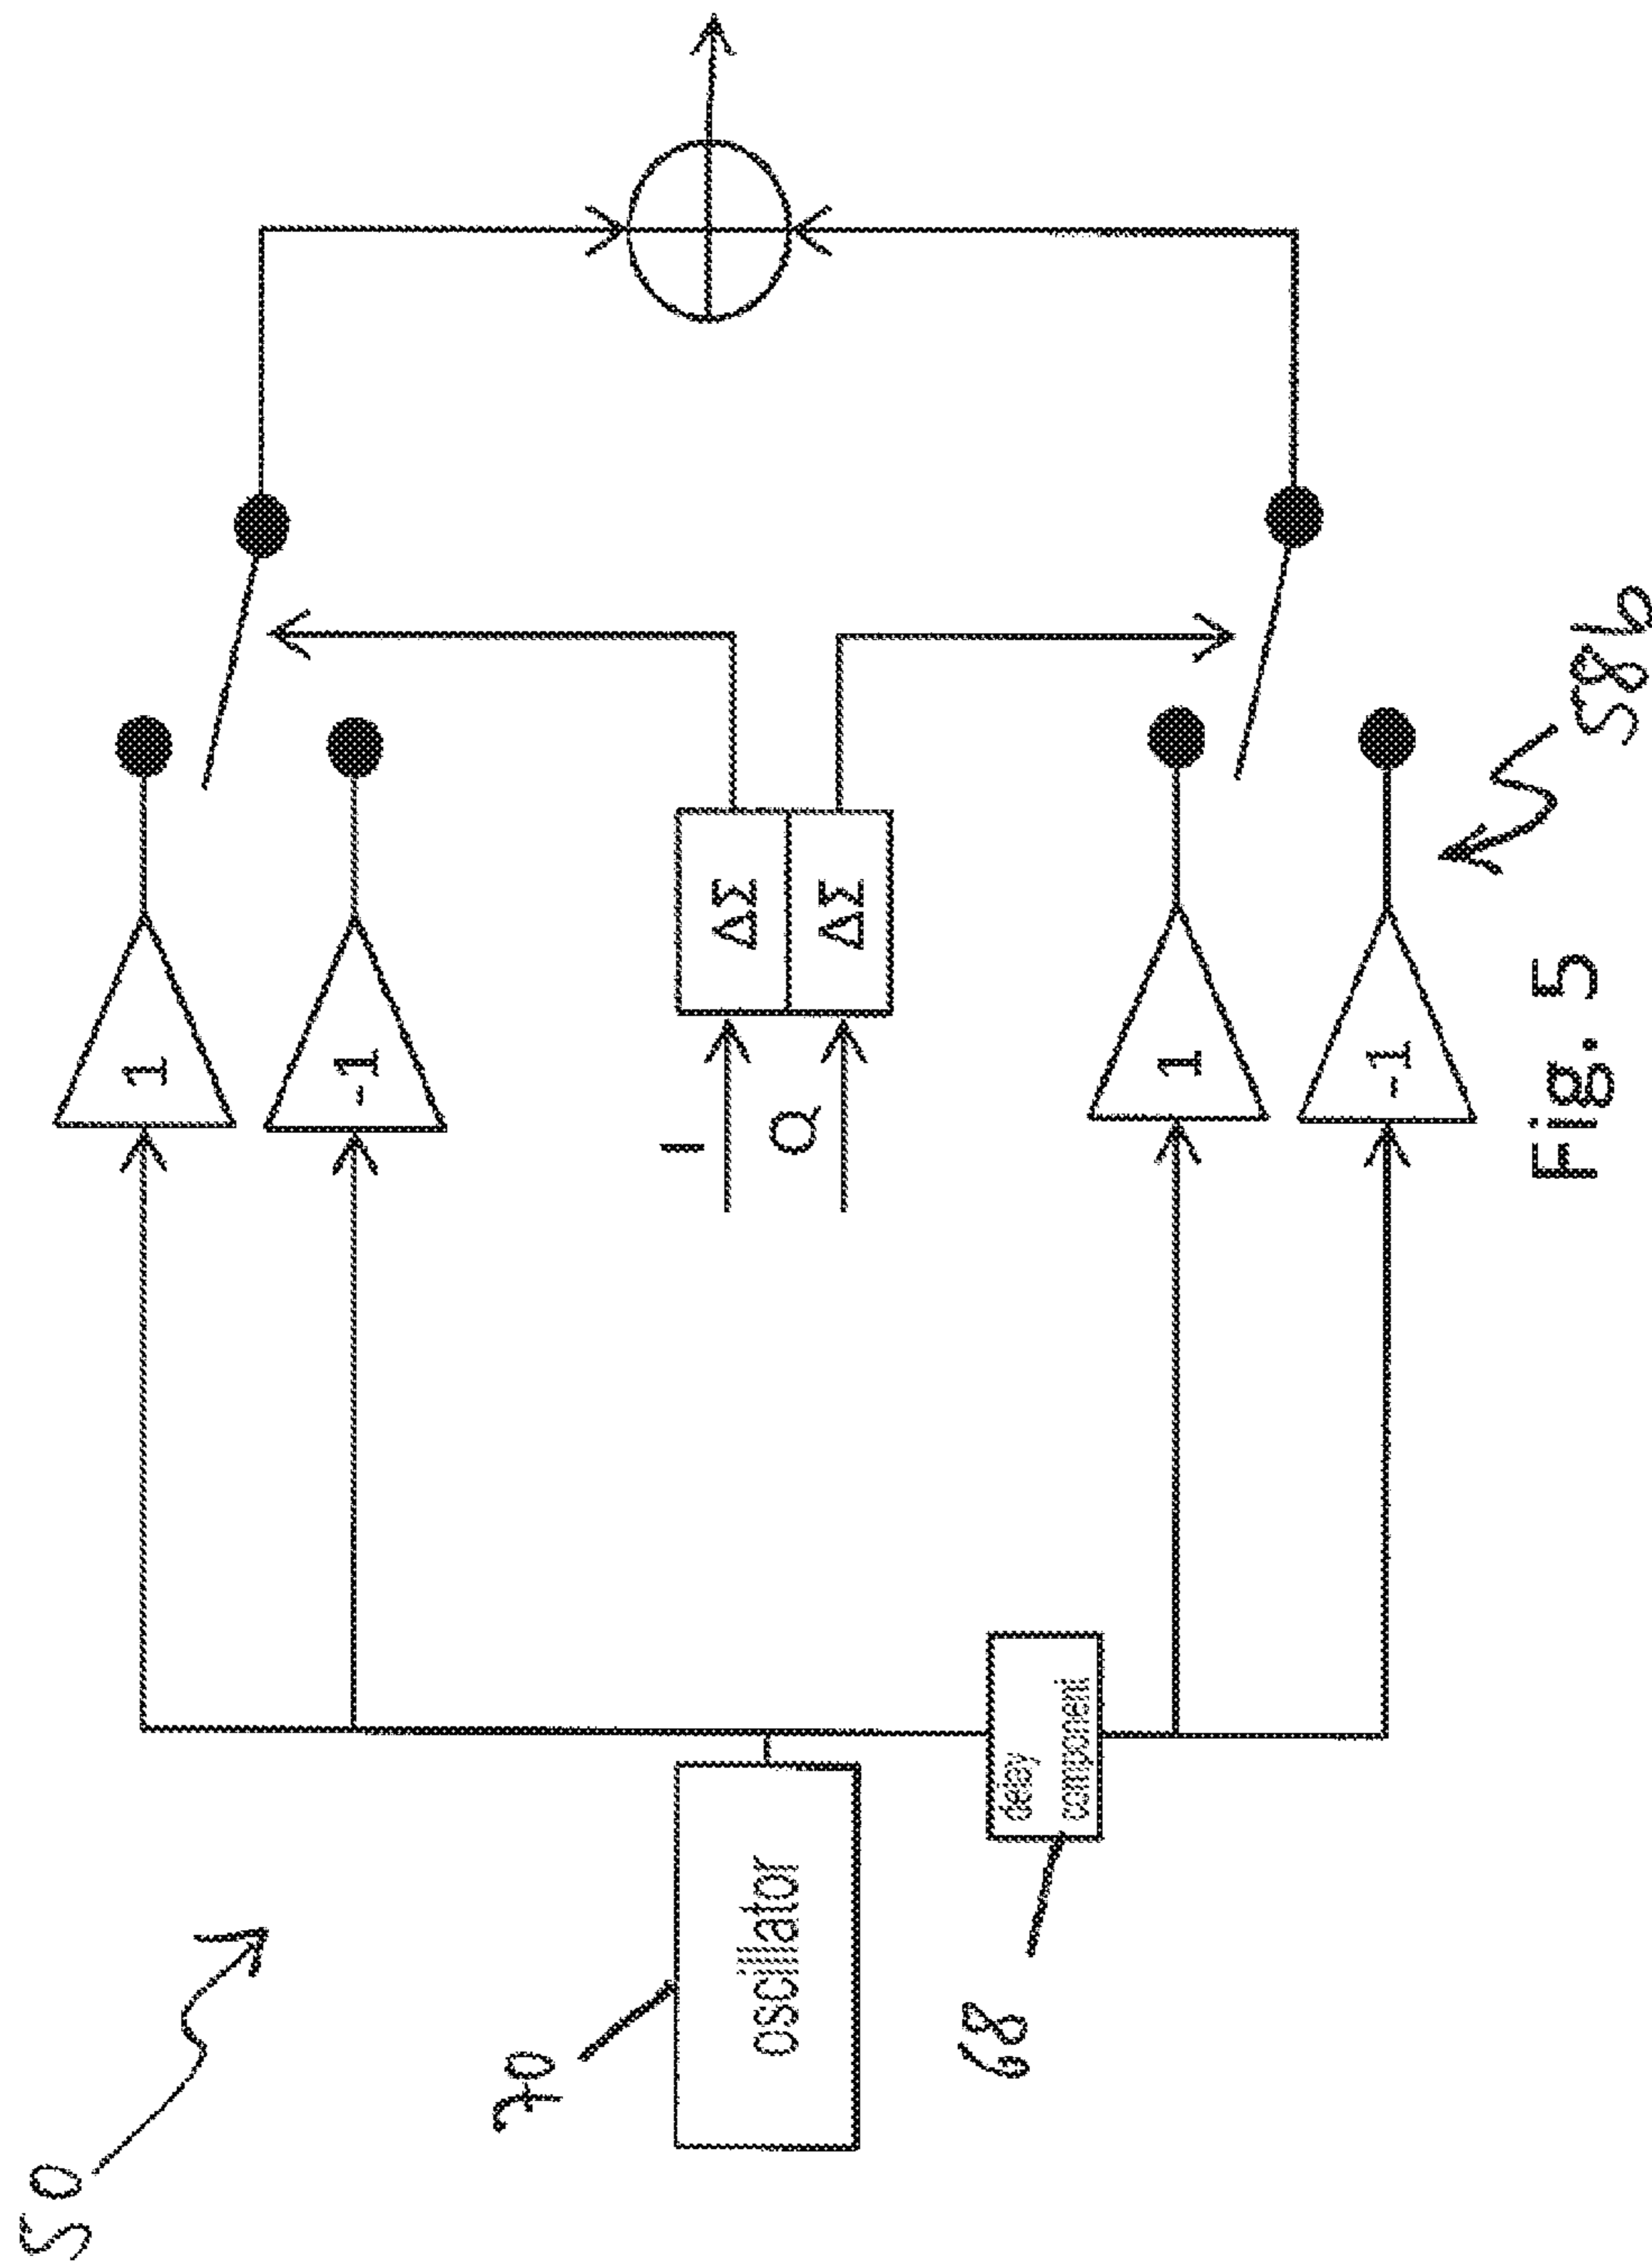 50
70
oscillator
68
delay
component
1
-1
I
Q
ΔΣ
ΔΣ
1
-1
58b
Fig. 5